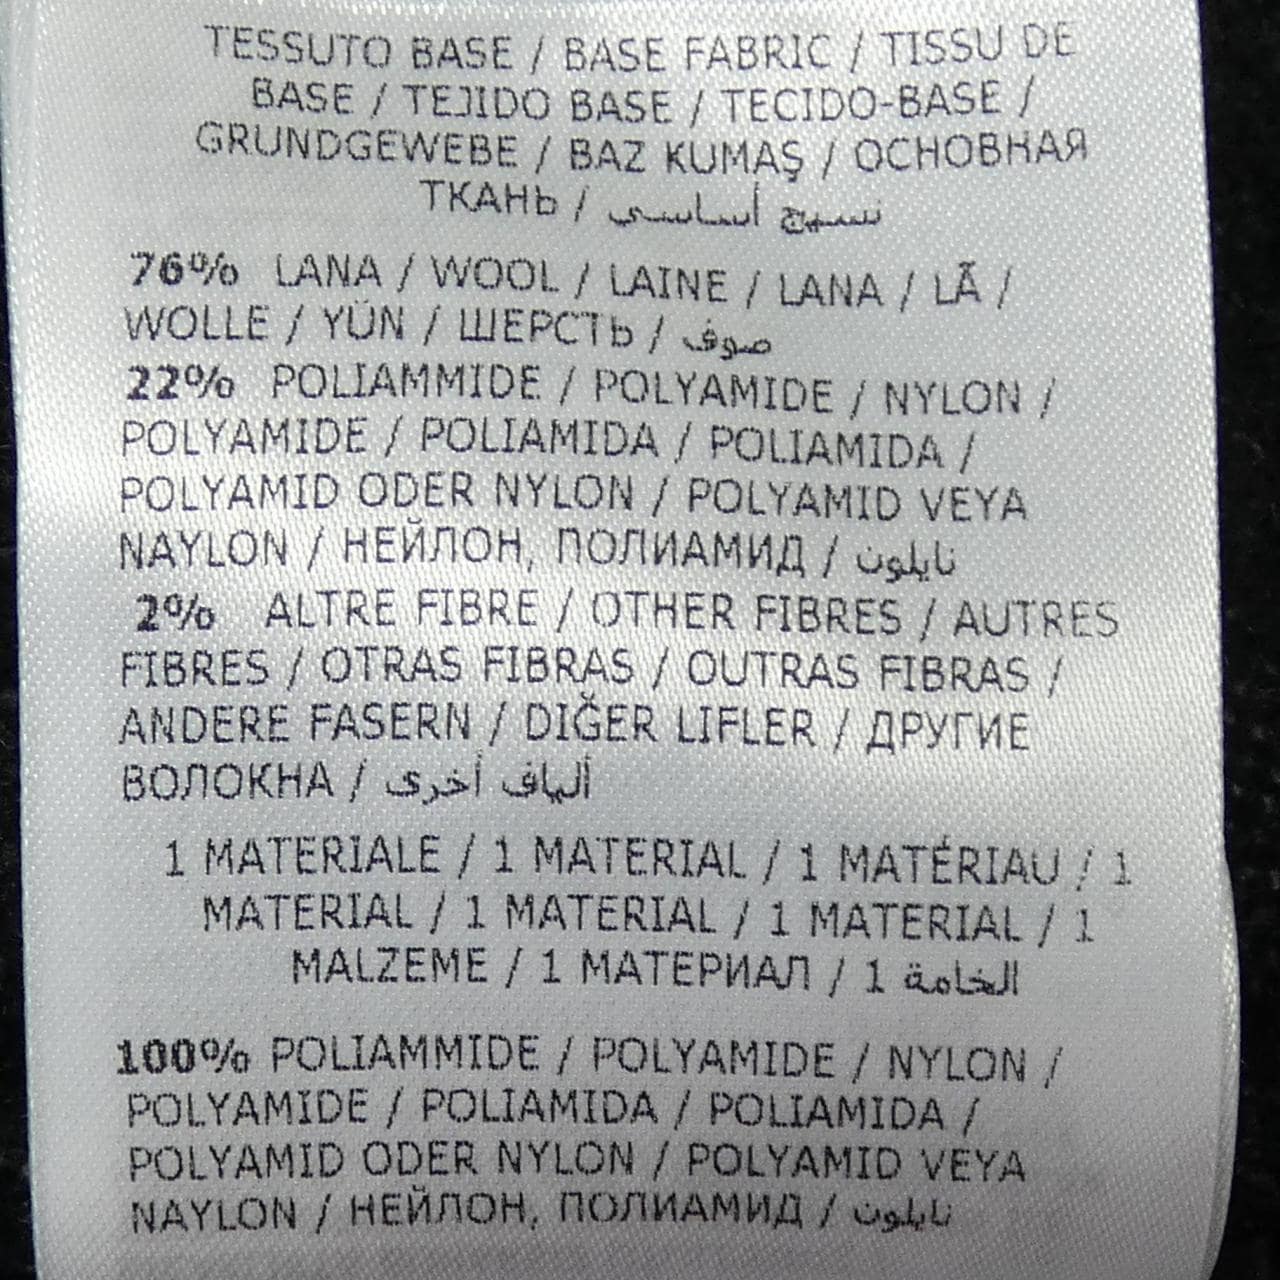 TESSUTO BASE / BASE FABRIC / TISSU DE
BASE / TEJIDO BASE / TECIDO-BASE /
GRUNDGEWEBE / BAZ KUMAŞ / ОСНОВНАЯ
ТКАНЬ / نسيج أساسي
76% LANA / WOOL / LAINE / LANA / LÃ /
WOLLE / YÜN / ШЕРСТЬ / صوف
22% POLIAMMIDE / POLYAMIDE / NYLON /
POLYAMIDE / POLIAMIDA / POLIAMIDA /
POLYAMID ODER NYLON / POLYAMID VEYA
NAYLON / НЕЙЛОН, ПОЛИАМИД / نايلون
2% ALTRE FIBRE / OTHER FIBRES / AUTRES
FIBRES / OTRAS FIBRAS / OUTRAS FIBRAS /
ANDERE FASERN / DIĞER LIFLER / ДРУГИЕ
ВОЛОКНА / ألياف أخرى
1 MATERIALE / 1 MATERIAL / 1 MATÉRIAU / 1
MATERIAL / 1 MATERIAL / 1 MATERIAL / 1
MALZEME / 1 МАТЕРИАЛ / 1 الخامة
100% POLIAMMIDE / POLYAMIDE / NYLON /
POLYAMIDE / POLIAMIDA / POLIAMIDA /
POLYAMID ODER NYLON / POLYAMID VEYA
NAYLON / НЕЙЛОН, ПОЛИАМИД / نايلون